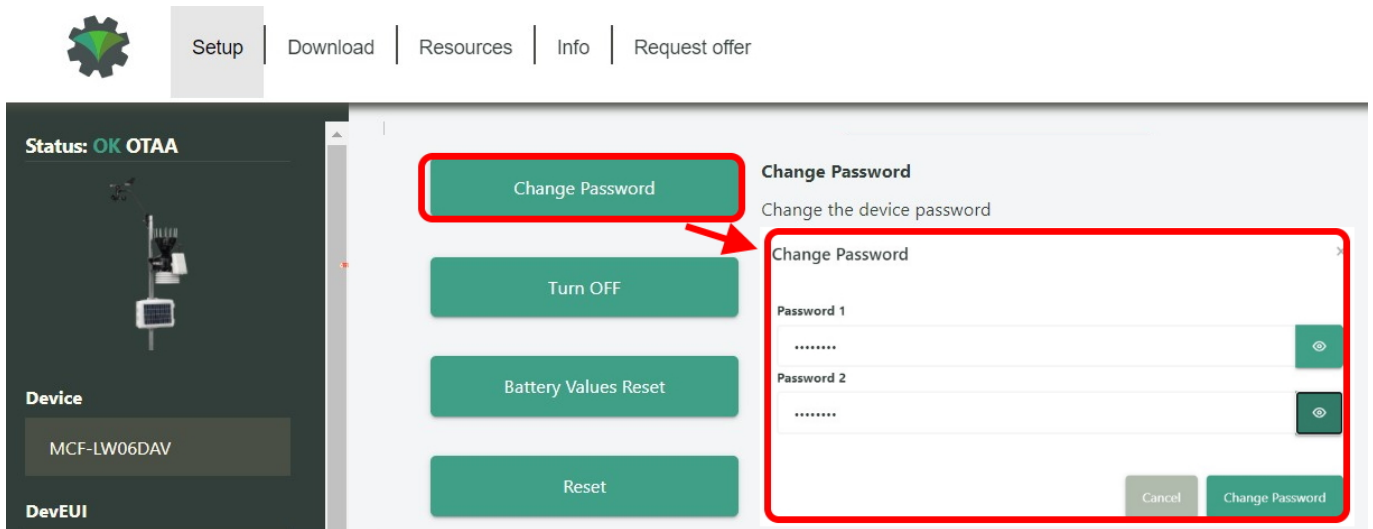 Setup
Download
Resources
Info
Request offer
Status: OK OTAA
Device
MCF-LW06DAV
DevEUI
Change Password
Turn OFF
Battery Values Reset
Reset
Change Password
Change the device password
Change Password
Password 1
........
Password 2
........
Cancel
Change Password